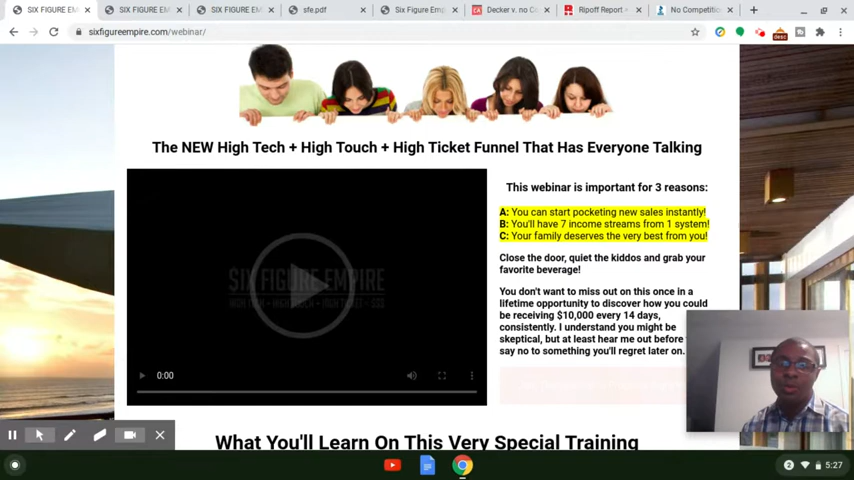 SIX FIGURE EM
SIX FIGURE EM
SIX FIGURE EM
sfe.pdf
Six Figure Emp
Decker v. no Co
Ripoff Report
No Competitio
sixfigureempire.com/webinar/
The NEW High Tech + High Touch + High Ticket Funnel That Has Everyone Talking
This webinar is important for 3 reasons:
A: You can start pocketing new sales instantly!
B: You'll have 7 income streams from 1 system!
C: Your family deserves the very best from you!
Close the door, quiet the kiddos and grab your
favorite beverage!
You don't want to miss out on this once in a
lifetime opportunity to discover how you could
be receiving $10,000 every 14 days,
consistently. I understand you might be
skeptical, but at least hear me out before
say no to something you'll regret later on.
SIX FIGURE EMPIRE
0:00
What You'll Learn On This Very Special Training
2
5:27